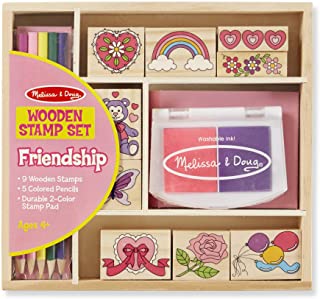 Melissa & Doug
WOODEN
STAMP SET
Friendship
• 9 Wooden Stamps
• 5 Colored Pencils
• Durable 2-Color
Stamp Pad
Ages 4+
Washable ink!
Melissa & Doug